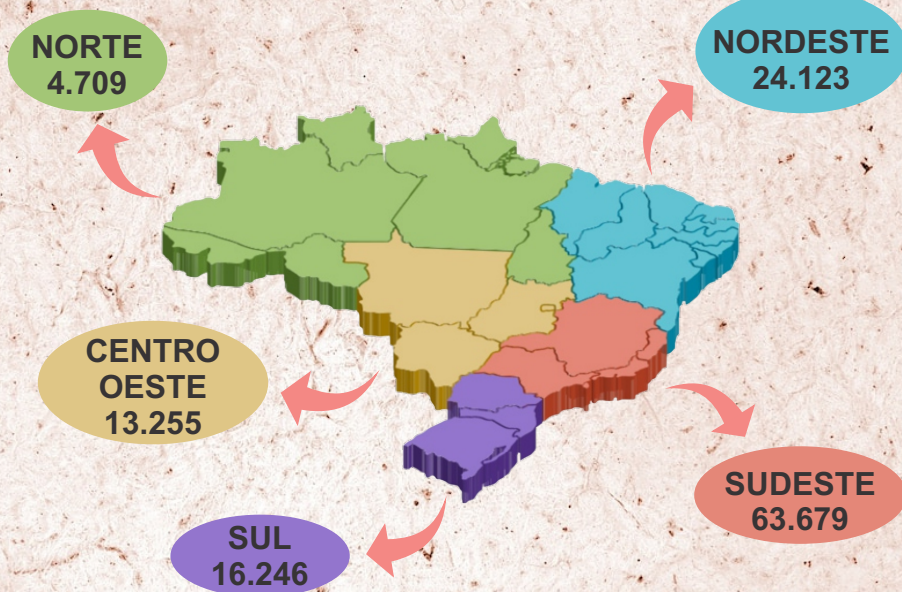 NORTE
4.709
NORDESTE
24.123
CENTRO
OESTE
13.255
SUDESTE
63.679
SUL
16.246